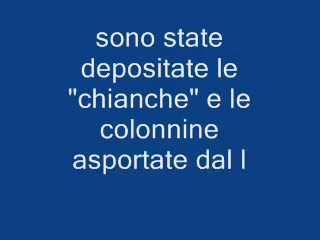 sono state
depositate le
"chianche" e le
colonnine
asportate dal l